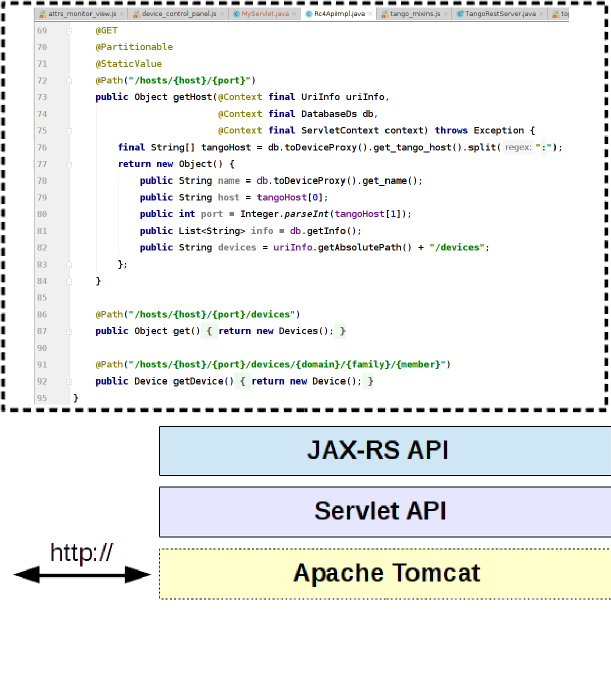 attrs_monitor_view.js device_control_panel.js MyServlet.java Rc4ApiImpl.java tango_mixins.js TangoRestServer.java
69 @GET
70 @Partitionable
71 @StaticValue
72 @Path("/hosts/{host}/{port}")
73 public Object getHost(@Context final UriInfo uriInfo,
74 @Context final DatabaseDs db,
75 @Context final ServletContext context) throws Exception {
76 final String[] tangoHost = db.toDeviceProxy().get_tango_host().split( regex: ":");
77 return new Object() {
78 public String name = db.toDeviceProxy().get_name();
79 public String host = tangoHost[0];
80 public int port = Integer.parseInt(tangoHost[1]);
81 public List<String> info = db.getInfo();
82 public String devices = uriInfo.getAbsolutePath() + "/devices";
83 };
84 }
85
86 @Path("/hosts/{host}/{port}/devices")
87 public Object get() { return new Devices(); }
90
91 @Path("/hosts/{host}/{port}/devices/{domain}/{family}/{member}")
92 public Device getDevice() { return new Device(); }
95 }
JAX-RS API
Servlet API
http://
Apache Tomcat